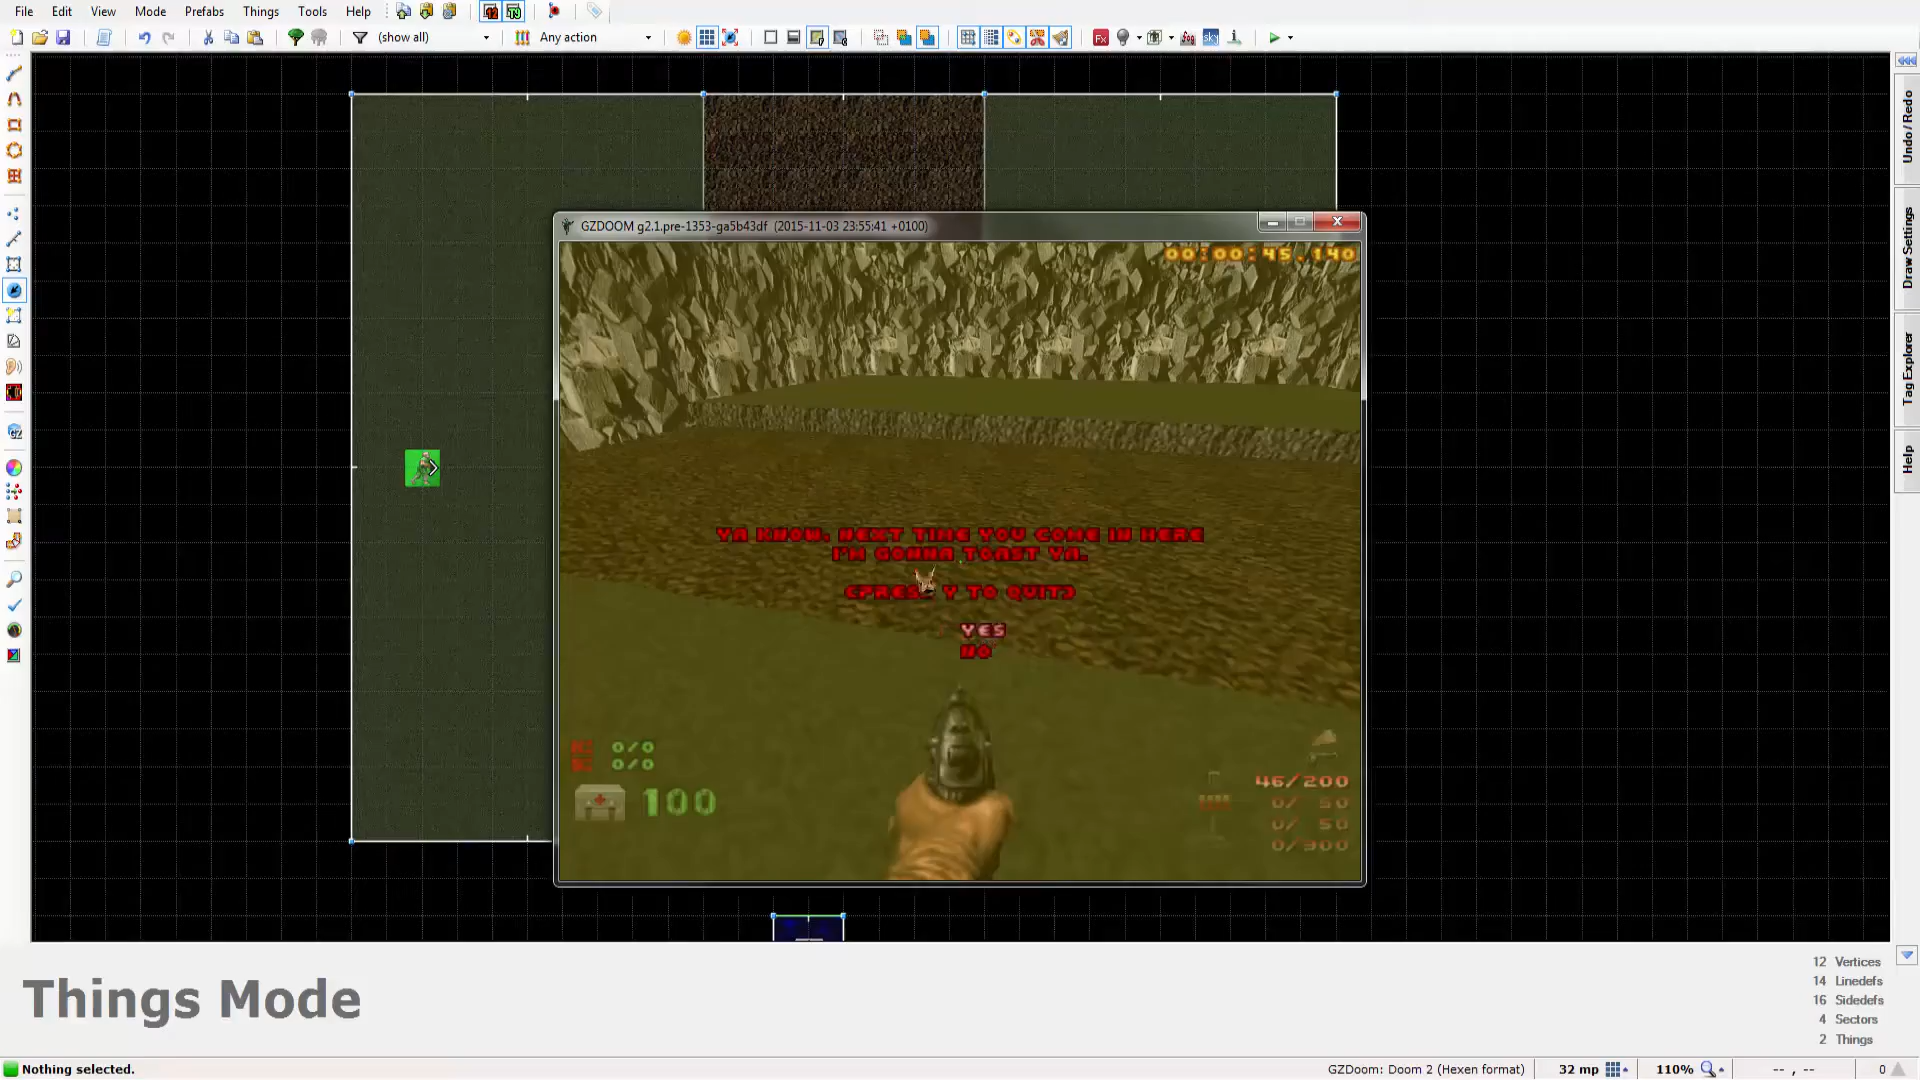 File Edit View Mode Prefabs Things Tools Help
(show all) Any action
Undo / Redo
Draw Settings
Tag Explorer
Help
GZDOOM g2.1.pre-1353-ga5b43df (2015-11-03 23:55:41 +0100)
00:00:45.140
YA KNOW, NEXT TIME YOU COME IN HERE
I'M GONNA TOAST YA.
(PRESS Y TO QUIT)
YES
NO
K: 0/0
S: 0/0
100
46/200
0/ 50
0/ 50
0/300
Things Mode
12 Vertices
14 Linedefs
16 Sidedefs
4 Sectors
2 Things
Nothing selected.
GZDoom: Doom 2 (Hexen format) 32 mp 110% -- , -- 0